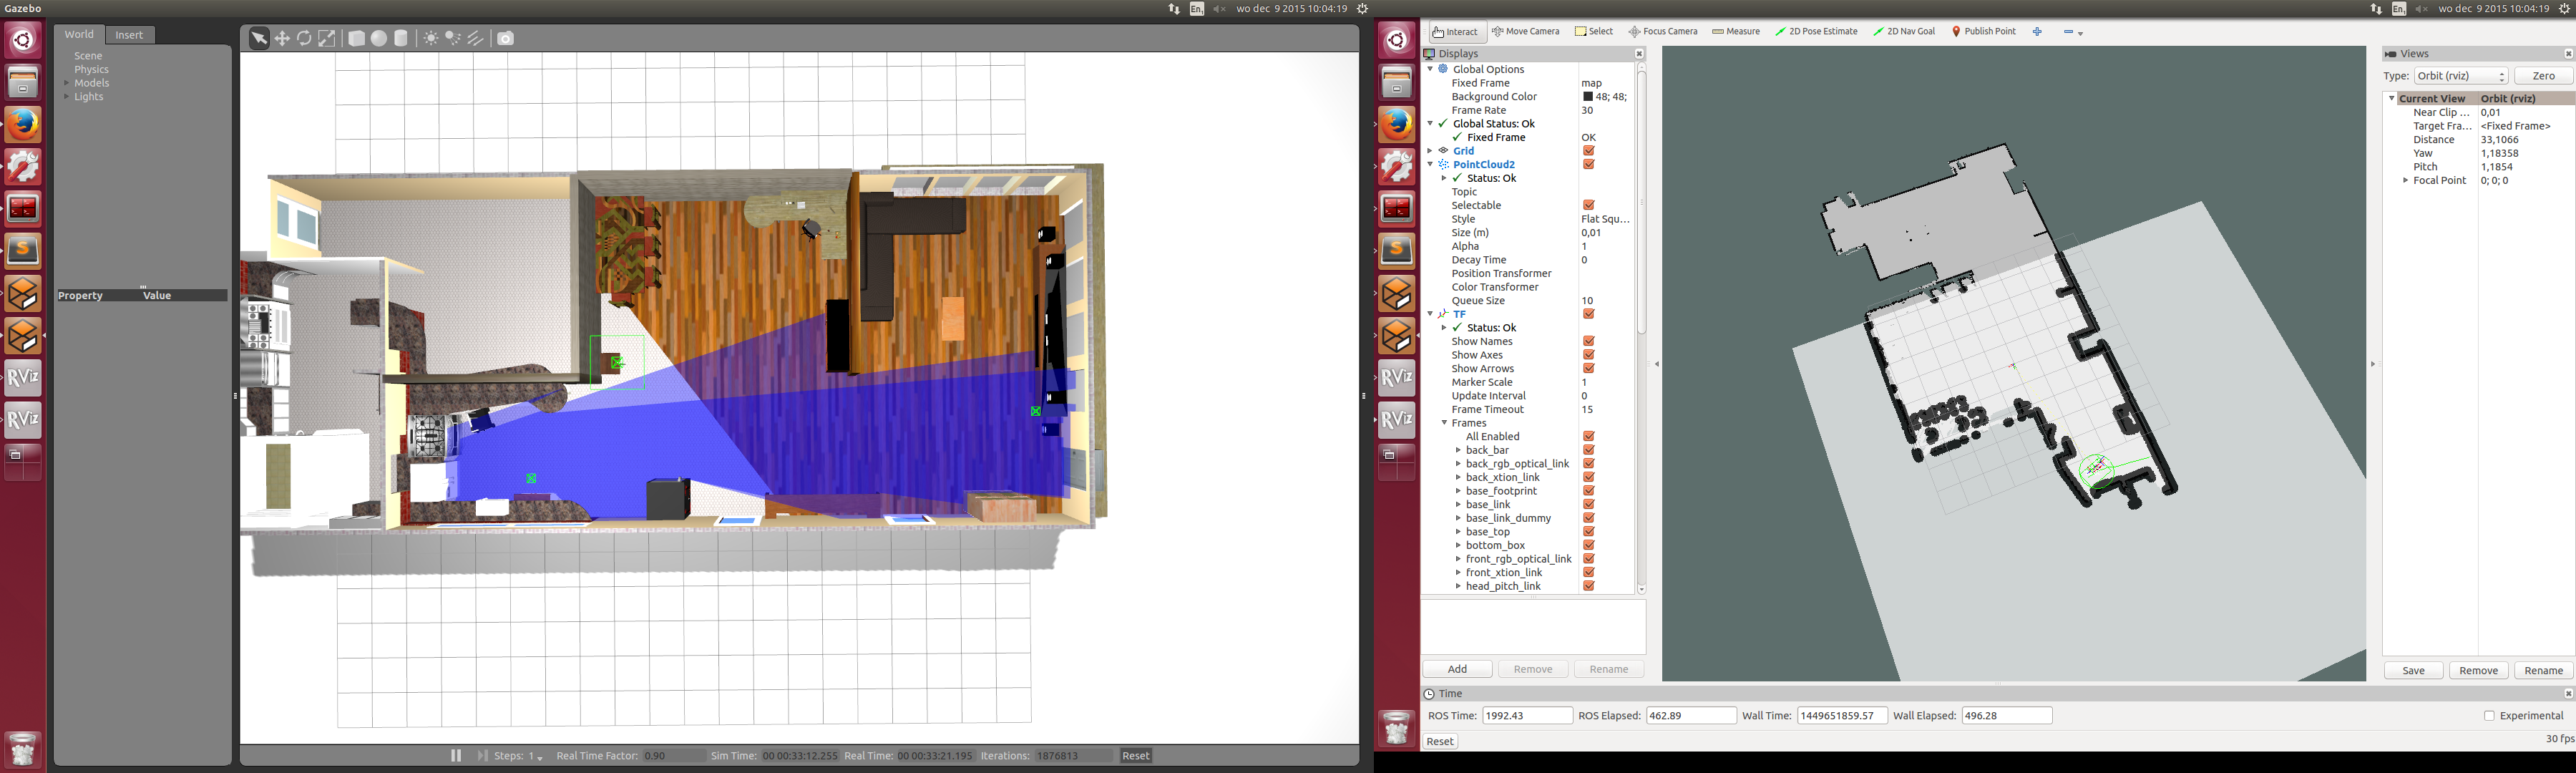 Gazebo
En
wo dec 9 2015 10:04:19
World
Insert
Scene
Physics
Models
Lights
Property
Value
RViz
RViz
Steps: 1
Real Time Factor: 0.90
Sim Time: 00 00:33:12.255
Real Time: 00 00:33:21.195
Iterations: 1876813
Reset
En
wo dec 9 2015 10:04:19
Interact
Move Camera
Select
Focus Camera
Measure
2D Pose Estimate
2D Nav Goal
Publish Point
RViz
RViz
Displays
Global Options
Fixed Frame map
Background Color 48; 48;
Frame Rate 30
Global Status: Ok
Fixed Frame OK
Grid
PointCloud2
Status: Ok
Topic
Selectable
Style Flat Squ...
Size (m) 0,01
Alpha 1
Decay Time 0
Position Transformer
Color Transformer
Queue Size 10
TF
Status: Ok
Show Names
Show Axes
Show Arrows
Marker Scale 1
Update Interval 0
Frame Timeout 15
Frames
All Enabled
back_bar
back_rgb_optical_link
back_xtion_link
base_footprint
base_link
base_link_dummy
base_top
bottom_box
front_rgb_optical_link
front_xtion_link
head_pitch_link
Add
Remove
Rename
Views
Type: Orbit (rviz)
Zero
Current View Orbit (rviz)
Near Clip ... 0,01
Target Fra... <Fixed Frame>
Distance 33,1066
Yaw 1,18358
Pitch 1,1854
Focal Point 0; 0; 0
Save
Remove
Rename
Time
ROS Time: 1992.43
ROS Elapsed: 462.89
Wall Time: 1449651859.57
Wall Elapsed: 496.28
Experimental
Reset
30 fps